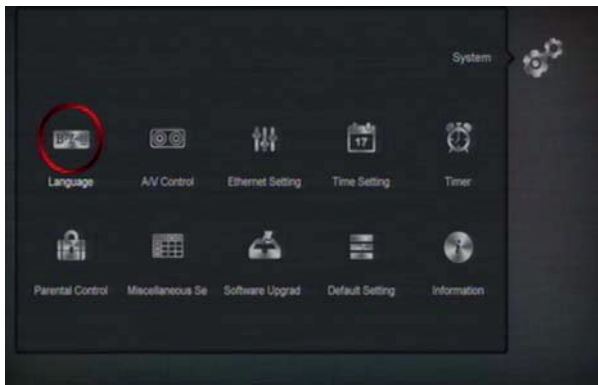 System
Language
A/V Control
Ethernet Setting
Time Setting
Timer
17
Parental Control
Miscellaneous Se
Software Upgrad
Default Setting
Information